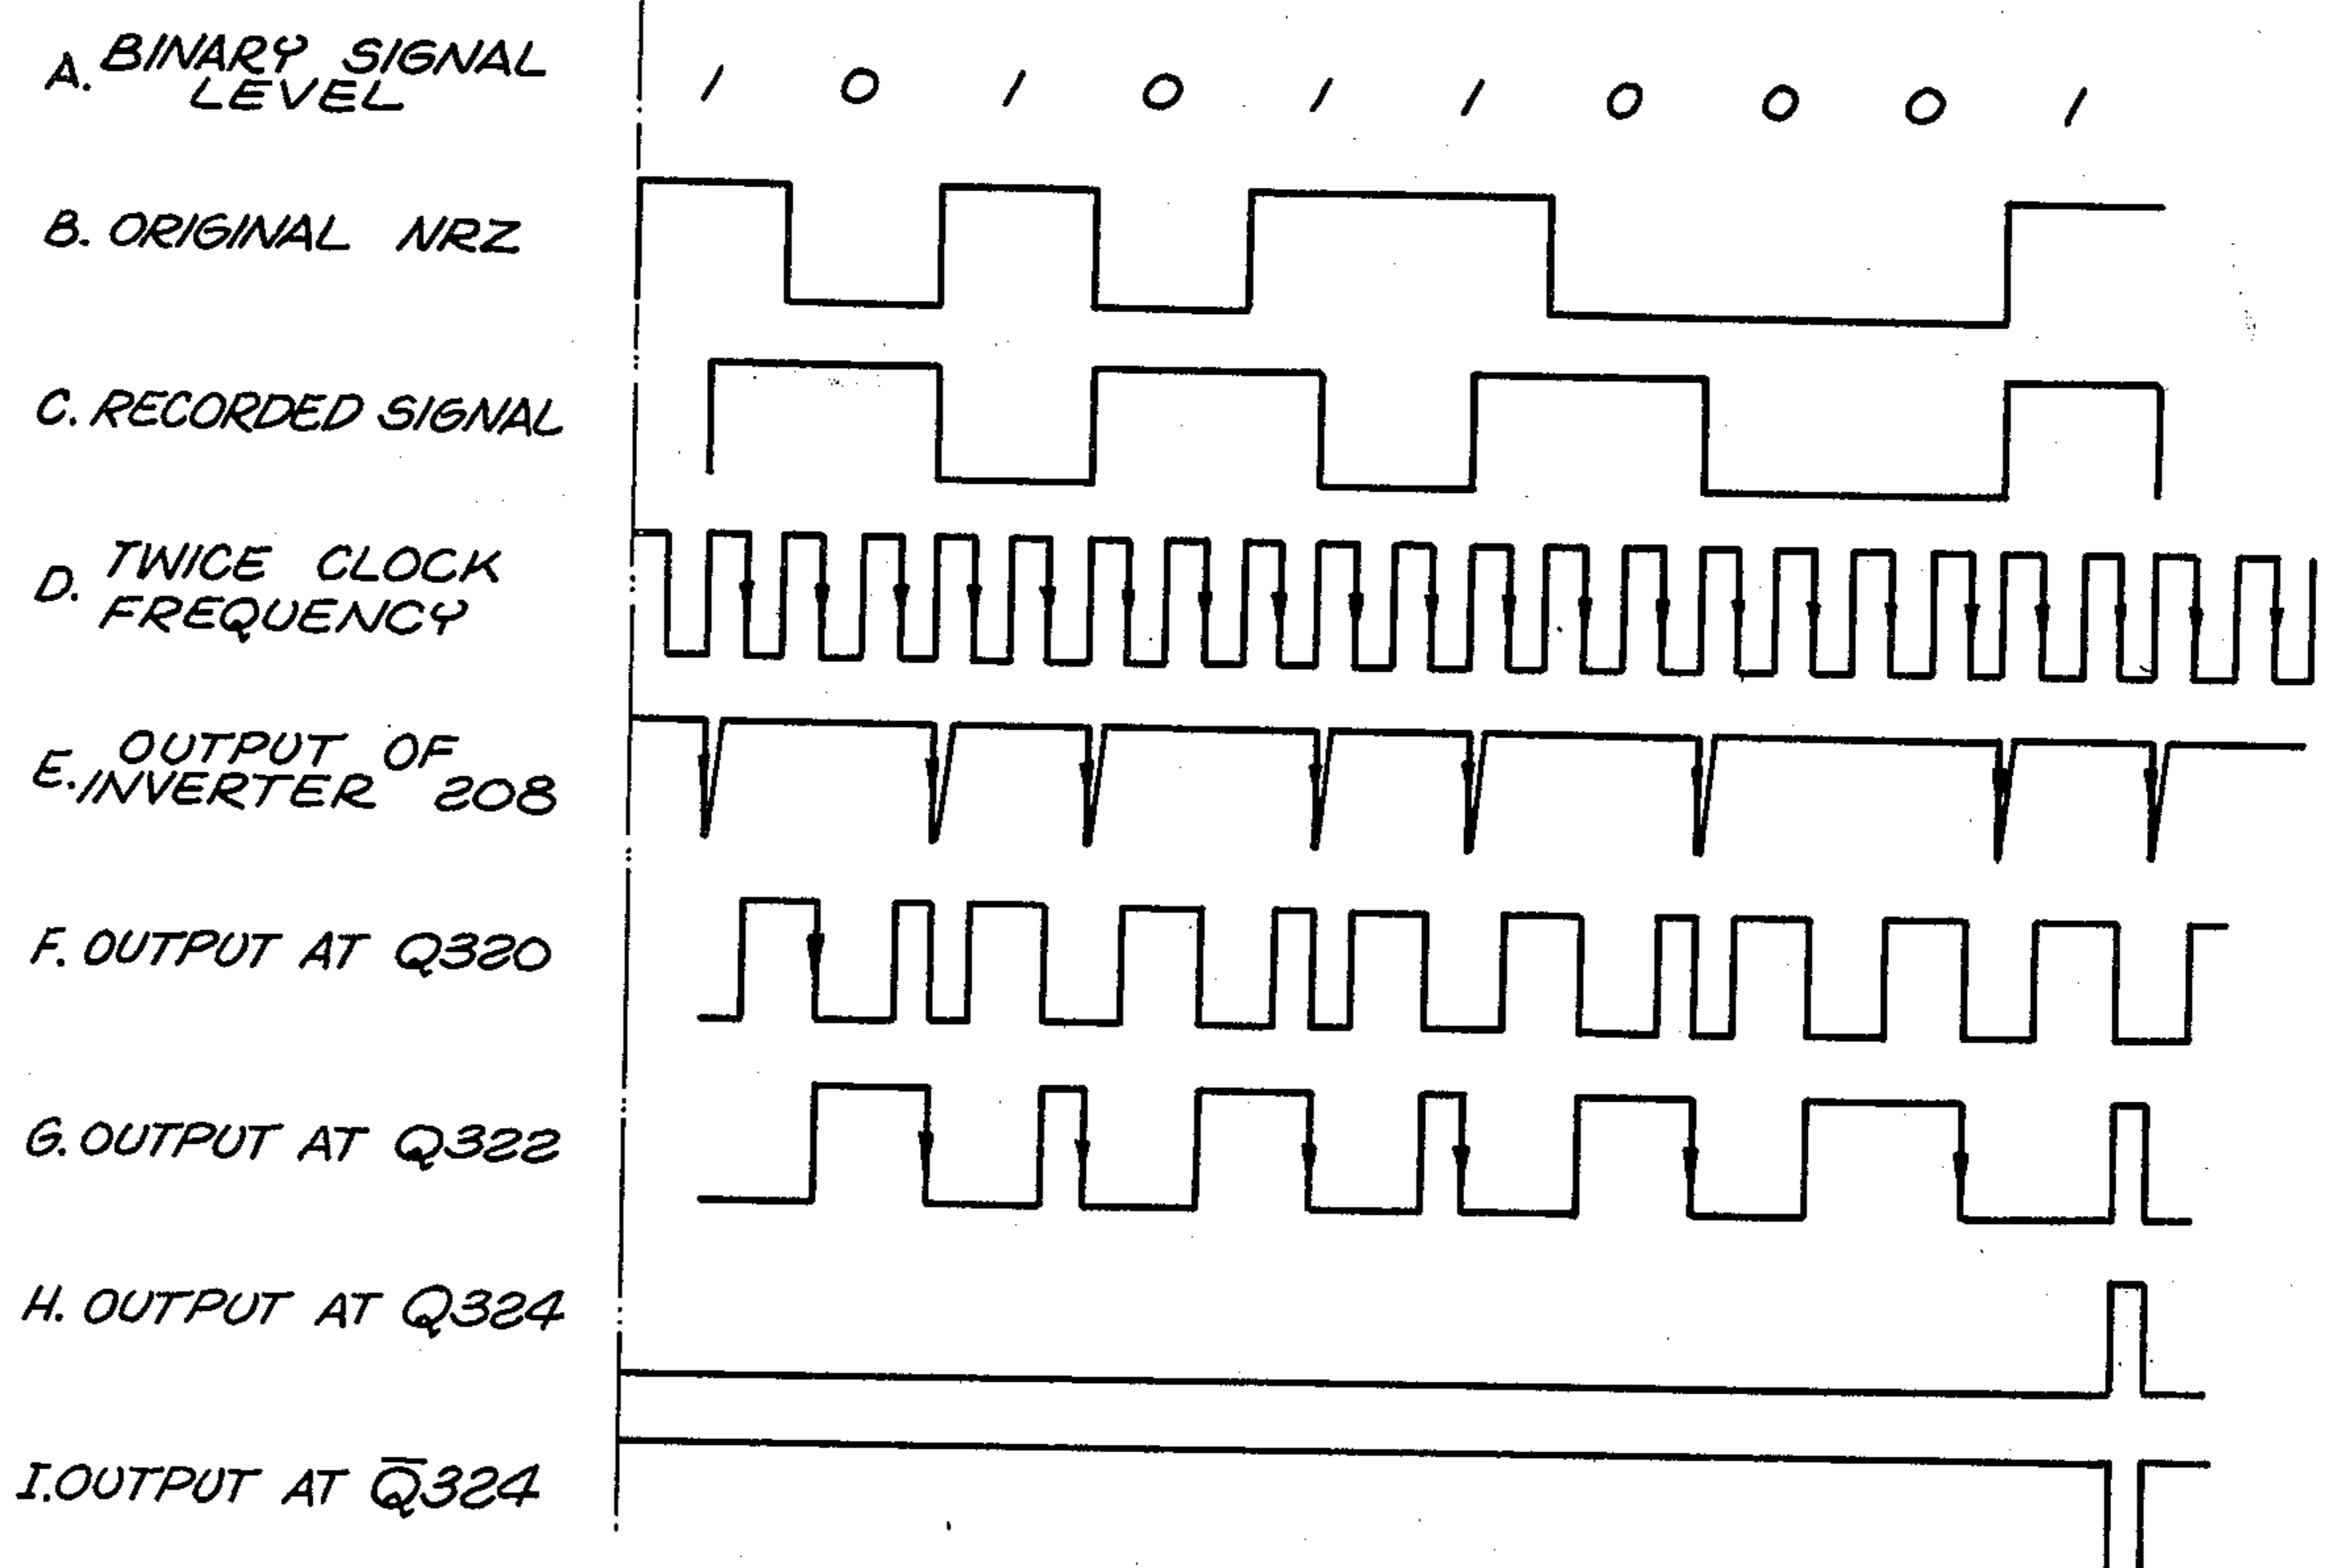 A. BINARY SIGNAL
LEVEL
1 0 1 0 1 1 0 0 0 1
B. ORIGINAL NRZ
C. RECORDED SIGNAL
D. TWICE CLOCK
FREQUENCY
E. OUTPUT OF
INVERTER 208
F. OUTPUT AT Q320
G. OUTPUT AT Q322
H. OUTPUT AT Q324
I. OUTPUT AT Q̅324